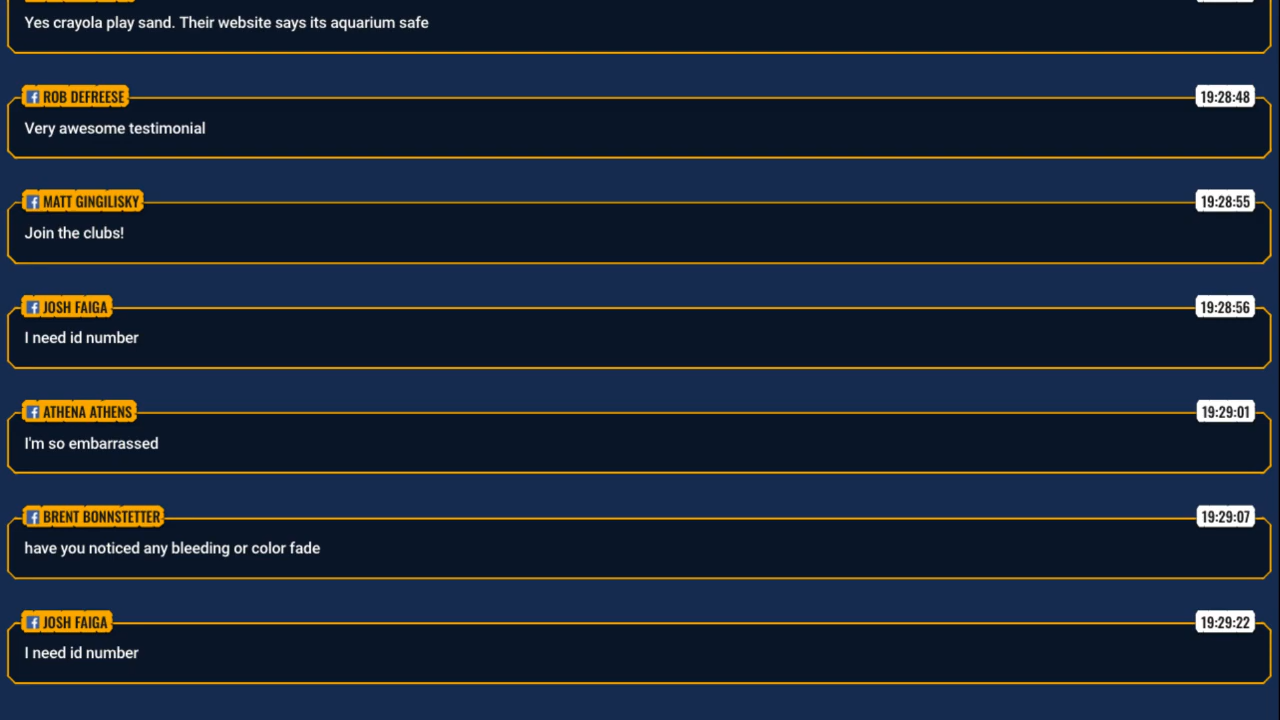 Yes crayola play sand. Their website says its aquarium safe
ROB DEFREESE 19:28:48
Very awesome testimonial
MATT GINGILISKY 19:28:55
Join the clubs!
JOSH FAIGA 19:28:56
I need id number
ATHENA ATHENS 19:29:01
I'm so embarrassed
BRENT BONNSTETTER 19:29:07
have you noticed any bleeding or color fade
JOSH FAIGA 19:29:22
I need id number